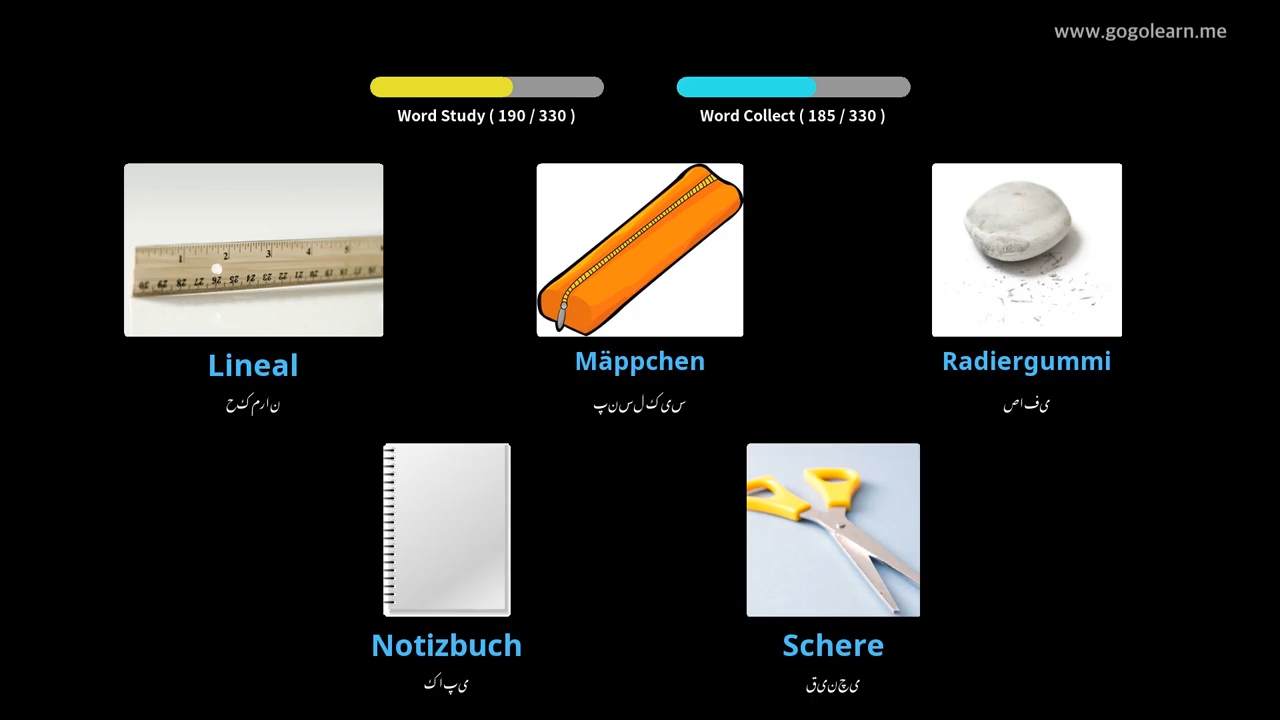 www.gogolearn.me
Word Study ( 190 / 330 )
Word Collect ( 185 / 330 )
Lineal
Mäppchen
Radiergummi
حکمران
پنسل کیس
صافی
Notizbuch
Schere
کاپی
قینچی